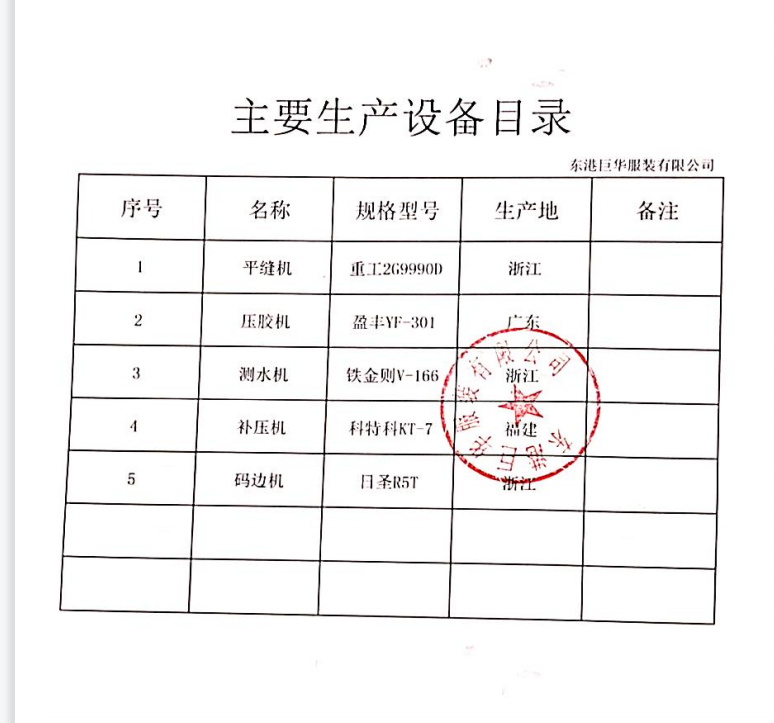 主要生产设备目录
东港巨华服装有限公司
序号 名称 规格型号 生产地 备注
1 平缝机 重工2G9990D 浙江
2 压胶机 盈丰YF-301 广东
3 测水机 铁金则V-166 浙江
4 补压机 科特科KT-7 福建
5 码边机 日圣R5T 浙江
东港巨华服装有限公司